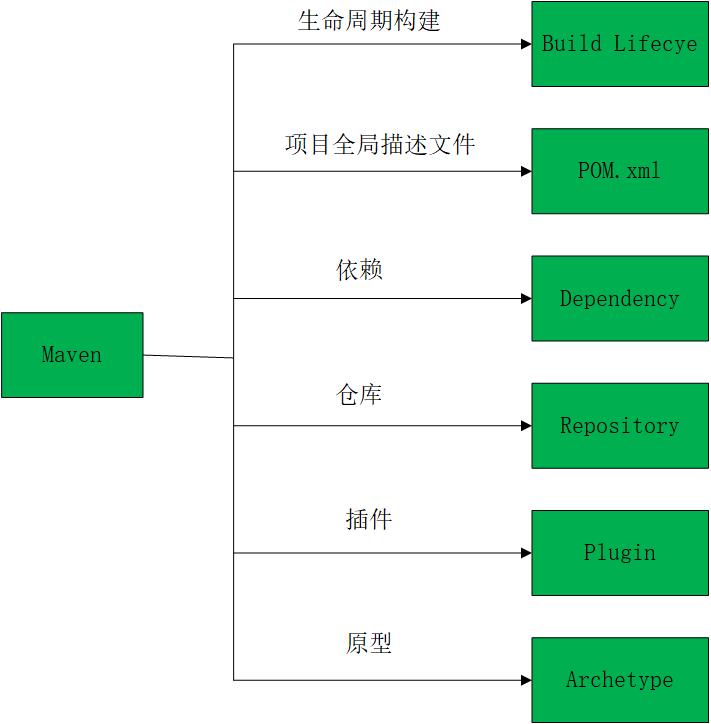 生命周期构建
Build Lifecye
项目全局描述文件
POM.xml
依赖
Dependency
Maven
仓库
Repository
插件
Plugin
原型
Archetype